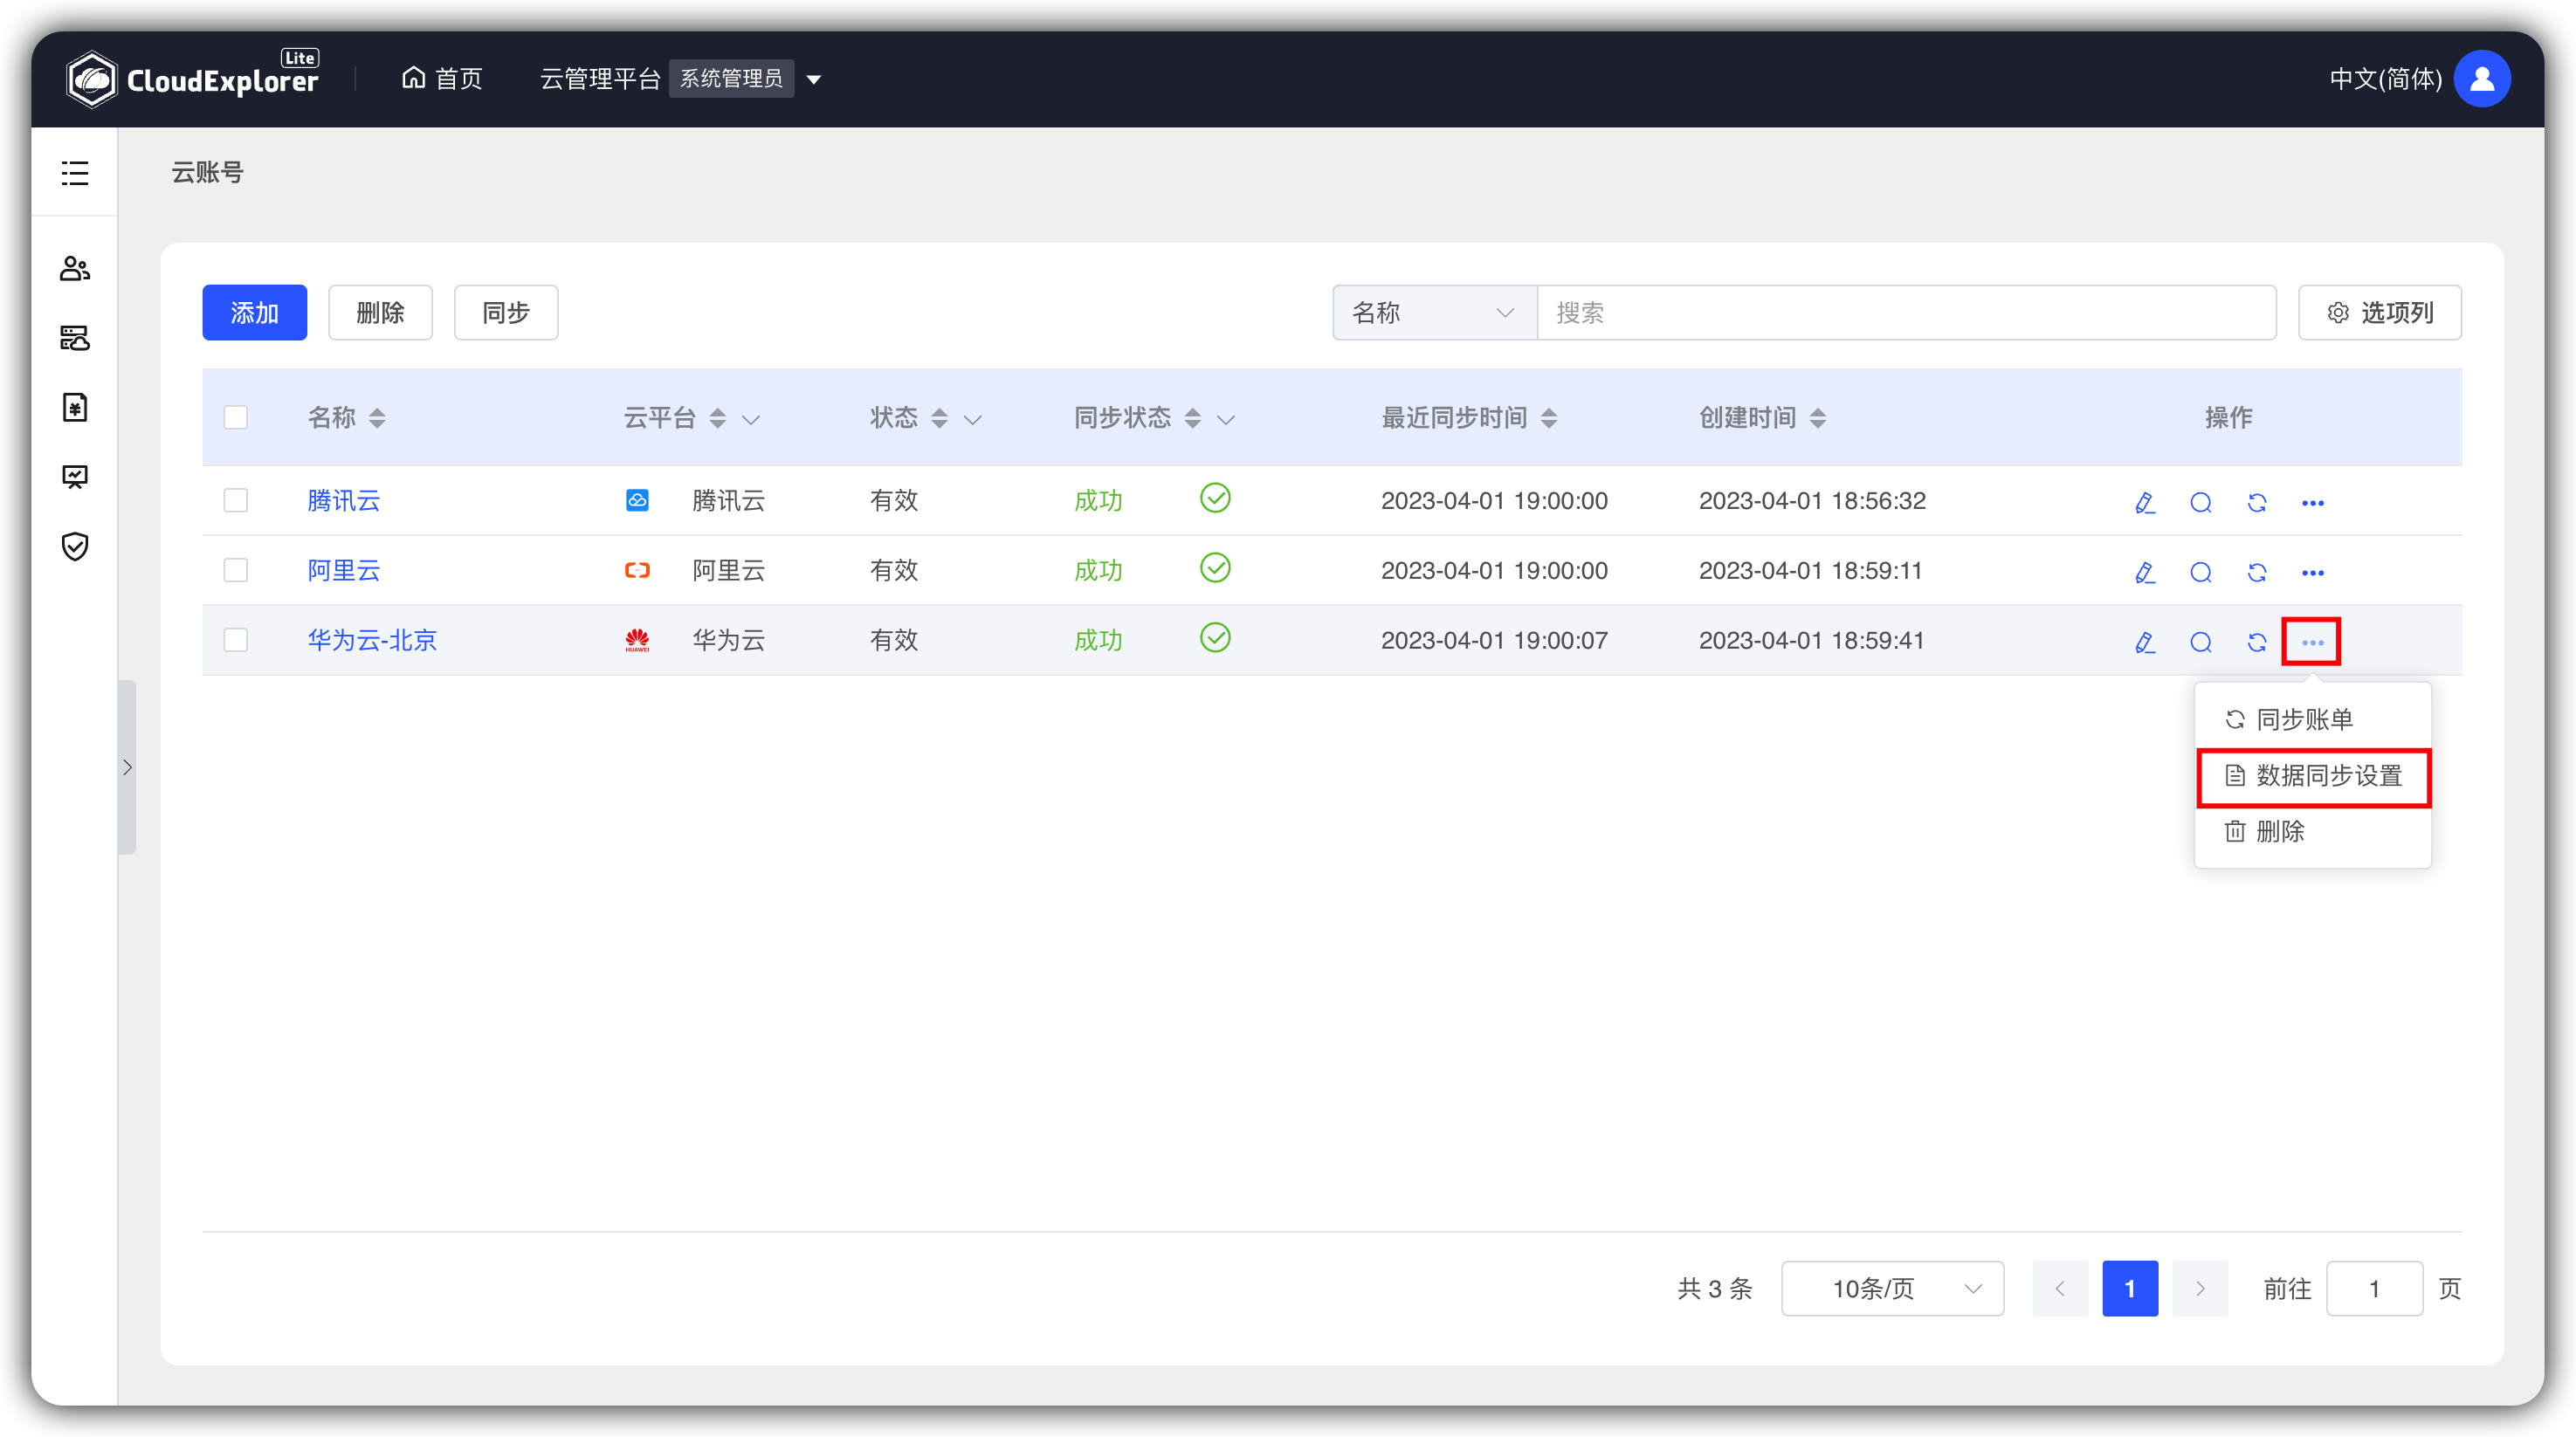 CloudExplorer Lite 首页 云管理平台 系统管理员 中文(简体)
云账号
添加 删除 同步 名称 搜索 选项列
名称 云平台 状态 同步状态 最近同步时间 创建时间 操作
腾讯云 腾讯云 有效 成功 2023-04-01 19:00:00 2023-04-01 18:56:32
阿里云 阿里云 有效 成功 2023-04-01 19:00:00 2023-04-01 18:59:11
华为云-北京 HUAWEI 华为云 有效 成功 2023-04-01 19:00:07 2023-04-01 18:59:41
同步账单
数据同步设置
删除
共 3 条 10条/页 1 前往 1 页